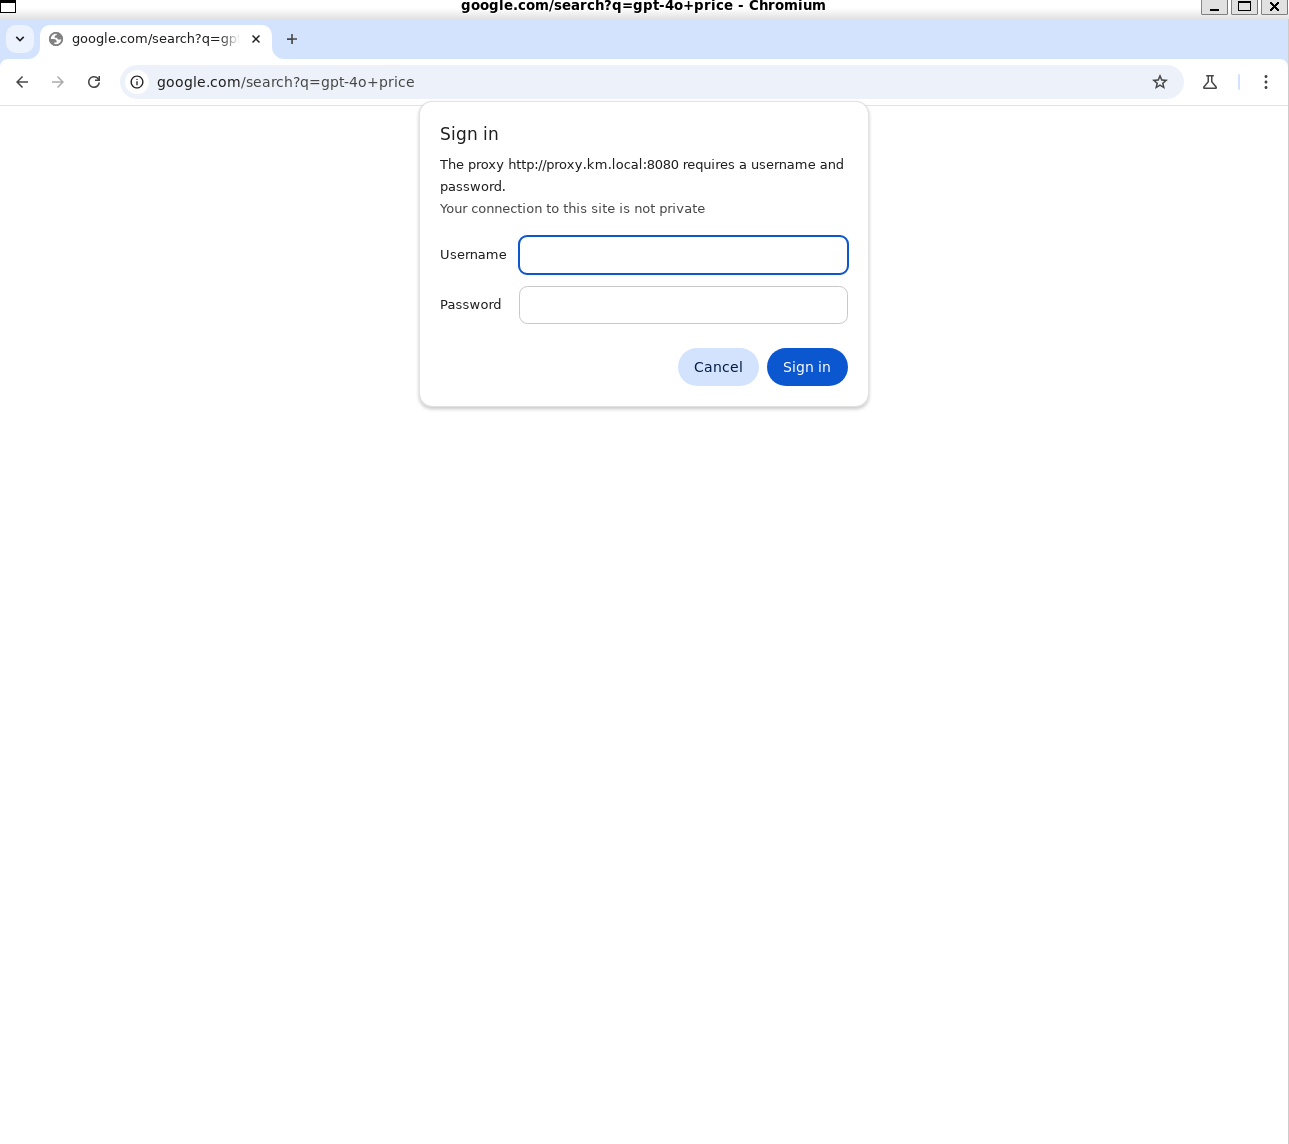 google.com/search?q=gpt-4o+price - Chromium
google.com/search?q=gp
google.com/search?q=gpt-4o+price
Sign in
The proxy http://proxy.km.local:8080 requires a username and
password.
Your connection to this site is not private
Username
Password
Cancel
Sign in